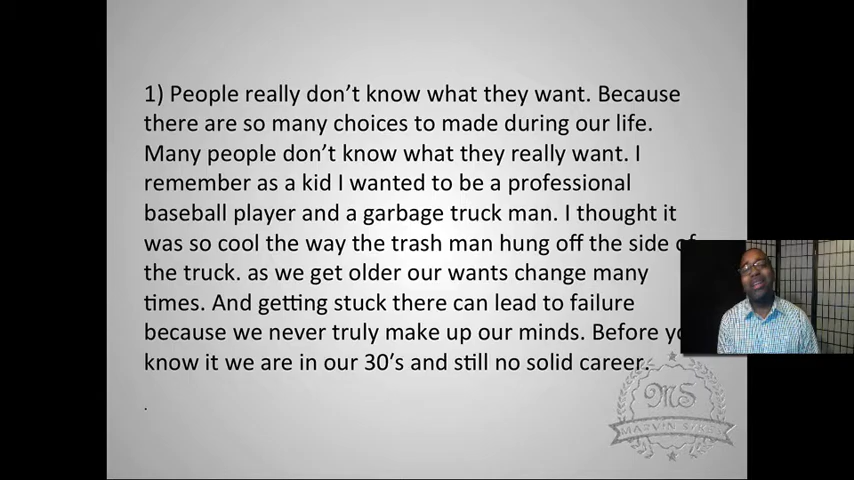 1) People really don’t know what they want. Because
there are so many choices to made during our life.
Many people don’t know what they really want. I
remember as a kid I wanted to be a professional
baseball player and a garbage truck man. I thought it
was so cool the way the trash man hung off the side of
the truck. as we get older our wants change many
times. And getting stuck there can lead to failure
because we never truly make up our minds. Before
know it we are in our 30’s and still no solid career.
.
MS
MARVIN